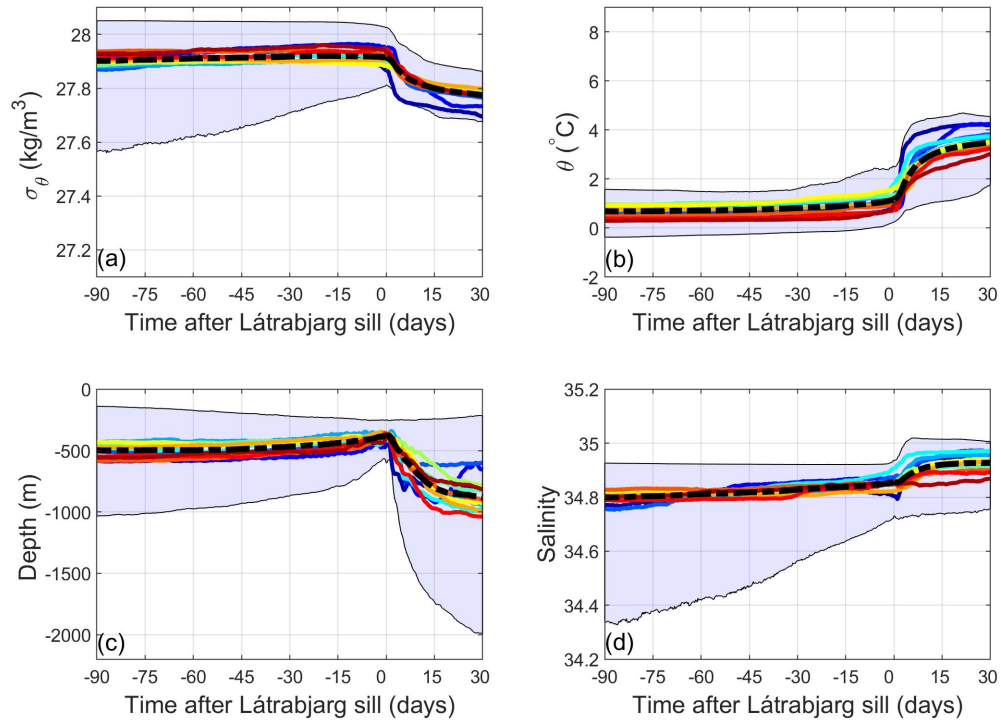 28
27.8
27.6
27.4
27.2
σθ (kg/m³)
(a)
-90 -75 -60 -45 -30 -15 0 15 30
Time after Látrabjarg sill (days)
8
6
4
2
0
-2
θ (°C)
(b)
-90 -75 -60 -45 -30 -15 0 15 30
Time after Látrabjarg sill (days)
0
-500
-1000
-1500
-2000
Depth (m)
(c)
-90 -75 -60 -45 -30 -15 0 15 30
Time after Látrabjarg sill (days)
35.2
35
34.8
34.6
34.4
34.2
Salinity
(d)
-90 -75 -60 -45 -30 -15 0 15 30
Time after Látrabjarg sill (days)